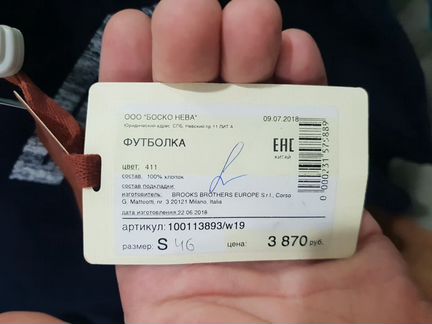 ООО "БОСКО НЕВА" 09.07.2018
Юридический адрес: СПб, Невский пр.11 ЛИТ А
ФУТБОЛКА
EAC
КИТАЙ
цвет: 411
состав: 100% хлопок
состав подкладки:
изготовитель: BROOKS BROTHERS EUROPE S.r.l., Corso
G. Matteotti, nr 3 20121 Milano, Italia
дата изготовления: 22.06.2018
артикул: 100113893/w19
размер: S 46 цена: 3 870 руб.
0 000231 575889